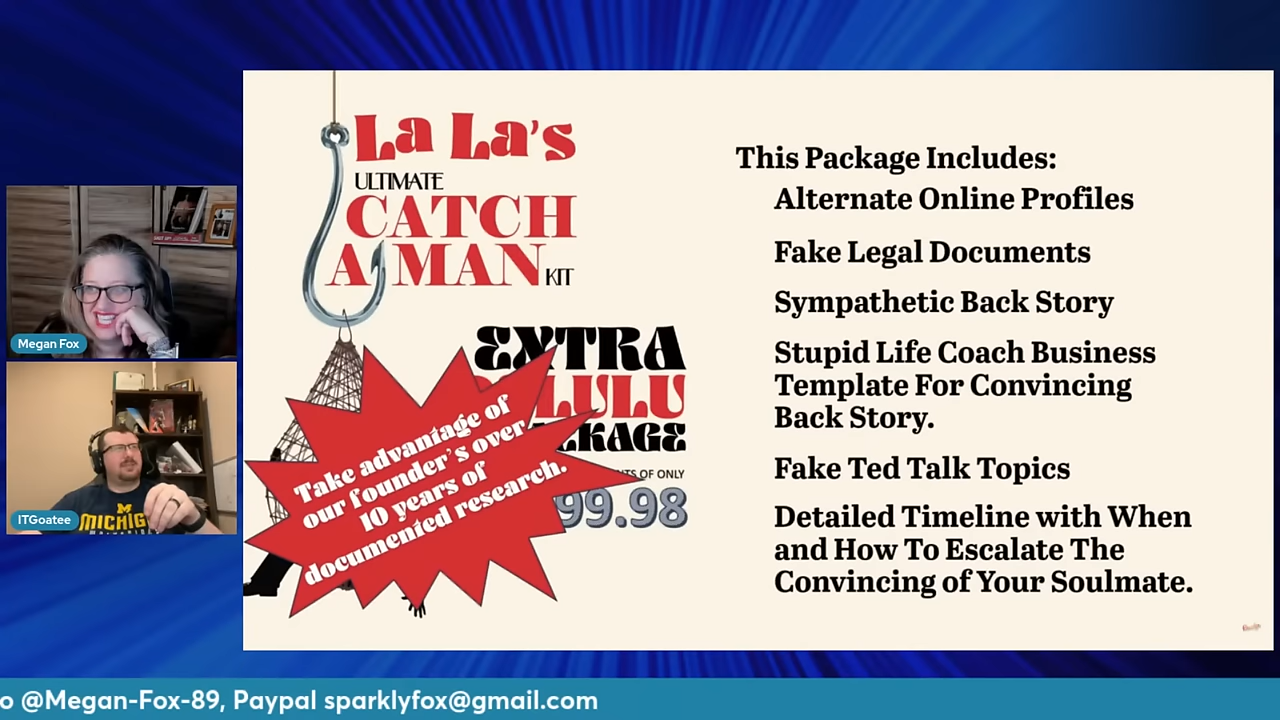 La La's
ULTIMATE
CATCH
A MAN KIT
EXTRA
OF ONLY
99.98
Take advantage of
our founder's over
10 years of
documented research.
This Package Includes:
Alternate Online Profiles
Fake Legal Documents
Sympathetic Back Story
Stupid Life Coach Business
Template For Convincing
Back Story.
Fake Ted Talk Topics
Detailed Timeline with When
and How To Escalate The
Convincing of Your Soulmate.
Megan Fox
ITGoatee
MICHIG
o @Megan-Fox-89, Paypal sparklyfox@gmail.com